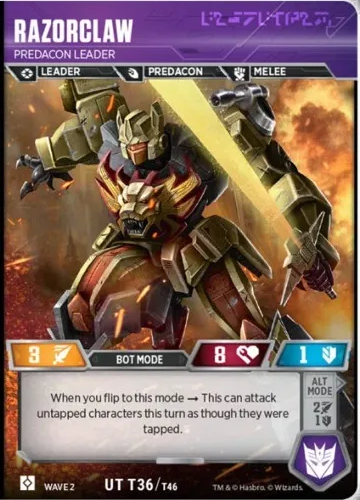 RAZORCLAW
PREDACON LEADER
LEADER PREDACON MELEE
3 BOT MODE 8 1
When you flip to this mode → This can attack
untapped characters this turn as though they were
tapped.
ALT
MODE
2
1
WAVE 2 UT T36/T46 TM & © Hasbro. © Wizards.